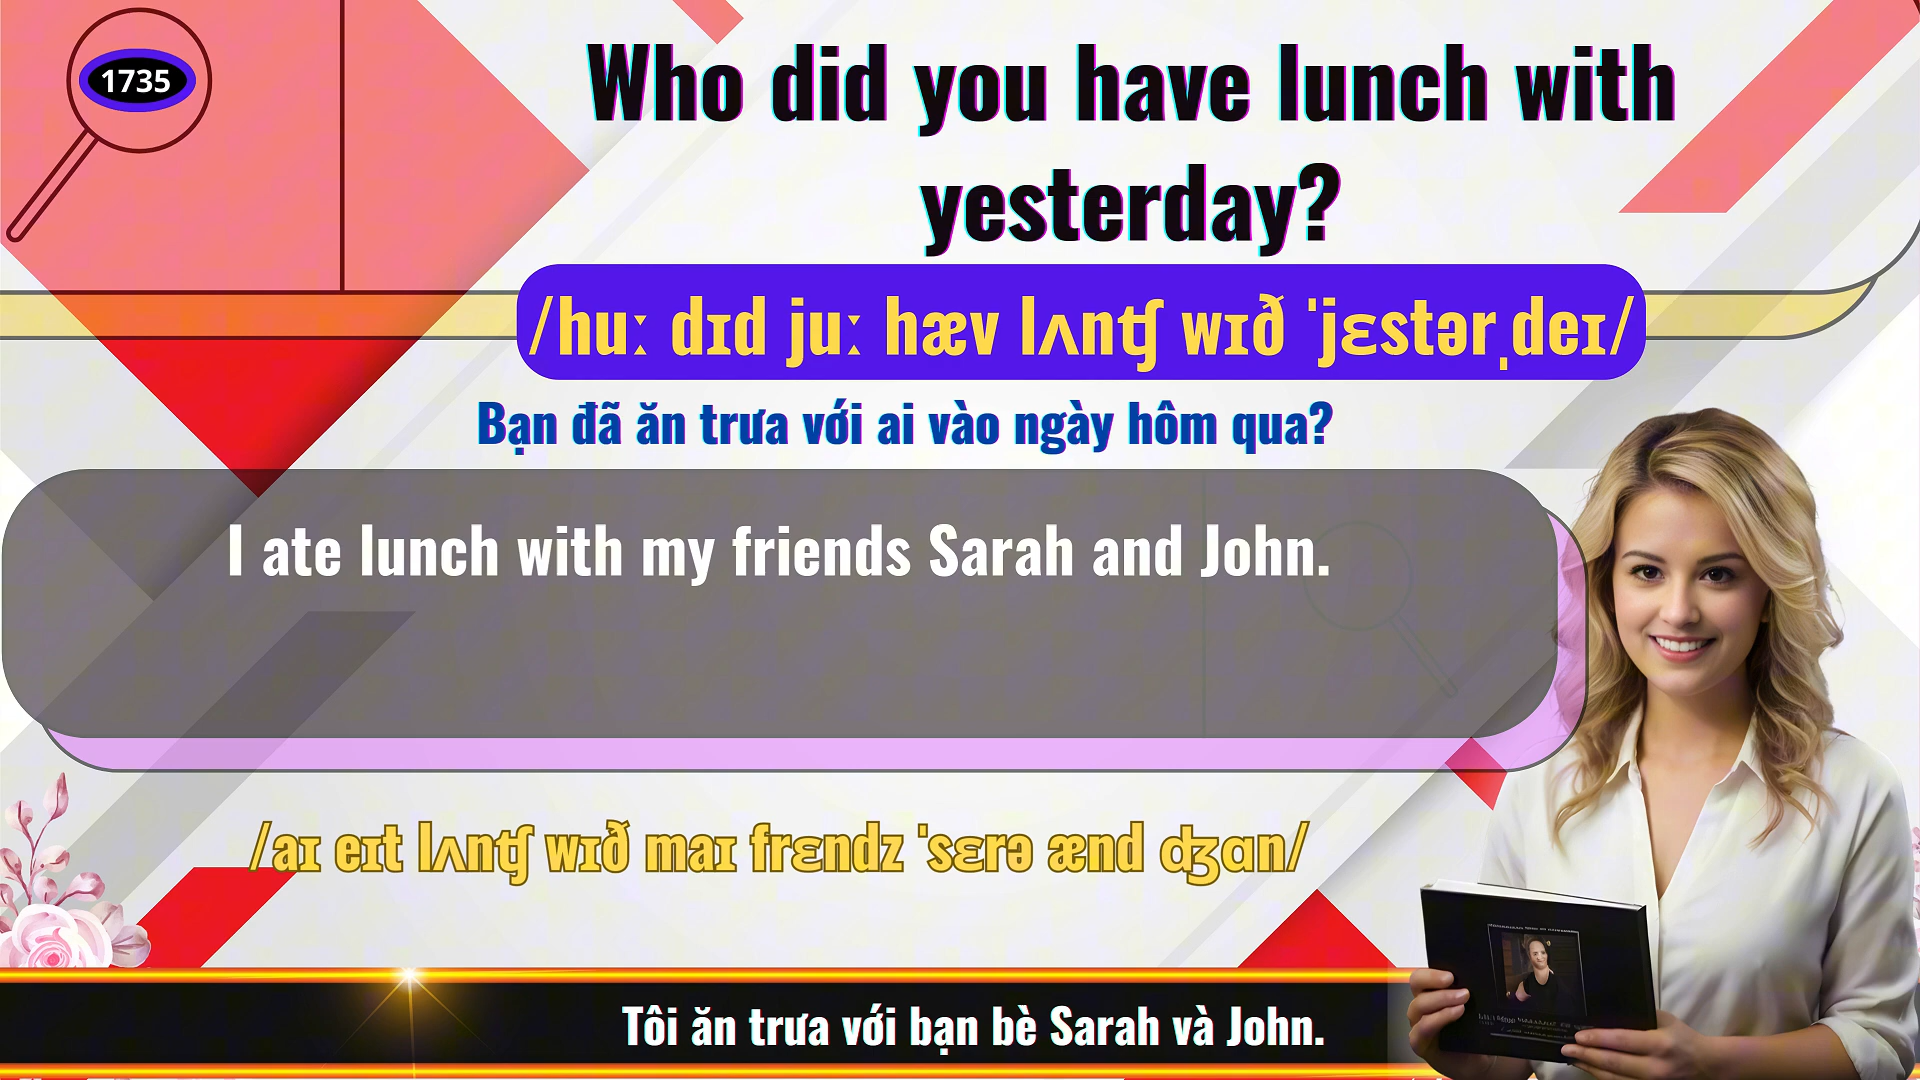 1735
Who did you have lunch with
yesterday?
/huː dɪd juː hæv lʌnʧ wɪð ˈjɛstərˌdeɪ/
Bạn đã ăn trưa với ai vào ngày hôm qua?
I ate lunch with my friends Sarah and John.
/aɪ eɪt lʌnʧ wɪð maɪ frɛndz ˈsɛrə ænd ʤɑn/
Tôi ăn trưa với bạn bè Sarah và John.